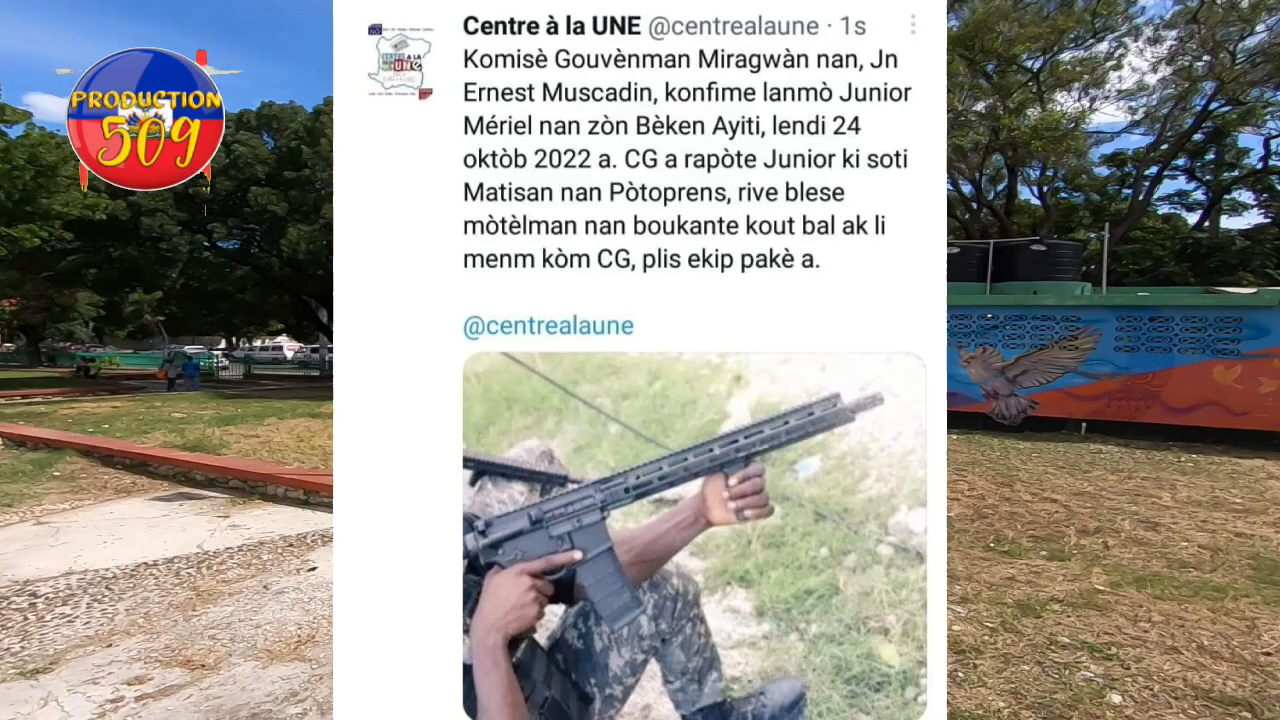 PRODUCTION
509
Centre à la UNE @centrealaune · 1s
Komisè Gouvènman Miragwàn nan, Jn
Ernest Muscadin, konfime lanmò Junior
Mériel nan zòn Bèken Ayiti, lendi 24
oktòb 2022 a. CG a rapòte Junior ki soti
Matisan nan Pòtoprens, rive blese
mòtèlman nan boukante kout bal ak li
menm kòm CG, plis ekip pakè a.
@centrealaune